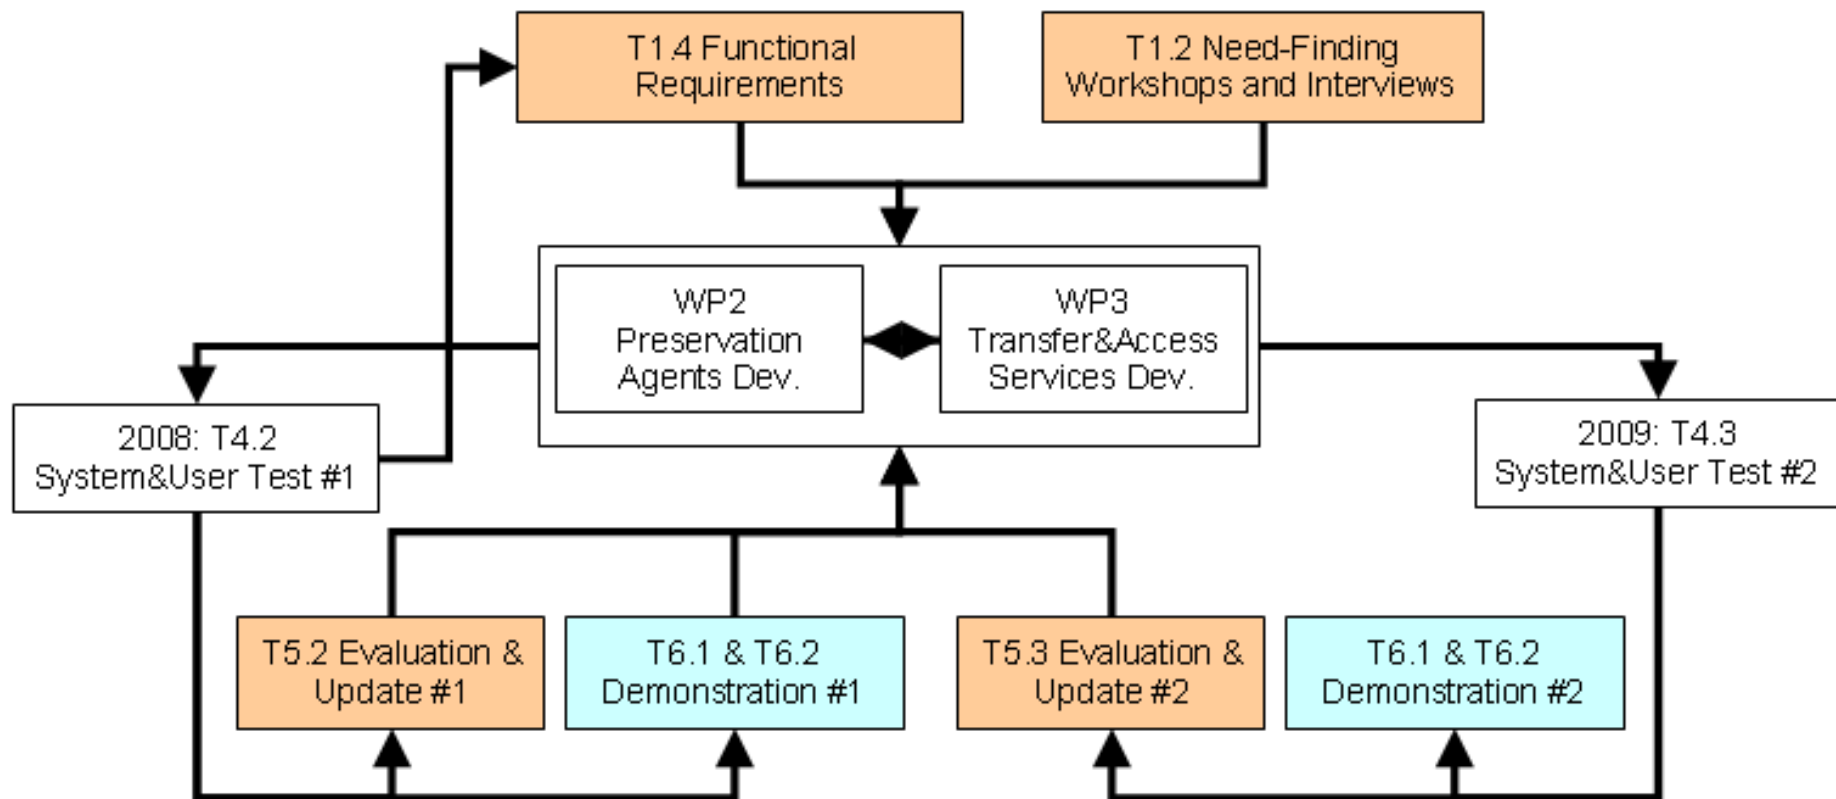 T1.4 Functional
Requirements
T1.2 Need-Finding
Workshops and Interviews
WP2
Preservation
Agents Dev.
WP3
Transfer&Access
Services Dev.
2008: T4.2
System&User Test #1
2009: T4.3
System&User Test #2
T5.2 Evaluation &
Update #1
T6.1 & T6.2
Demonstration #1
T5.3 Evaluation &
Update #2
T6.1 & T6.2
Demonstration #2